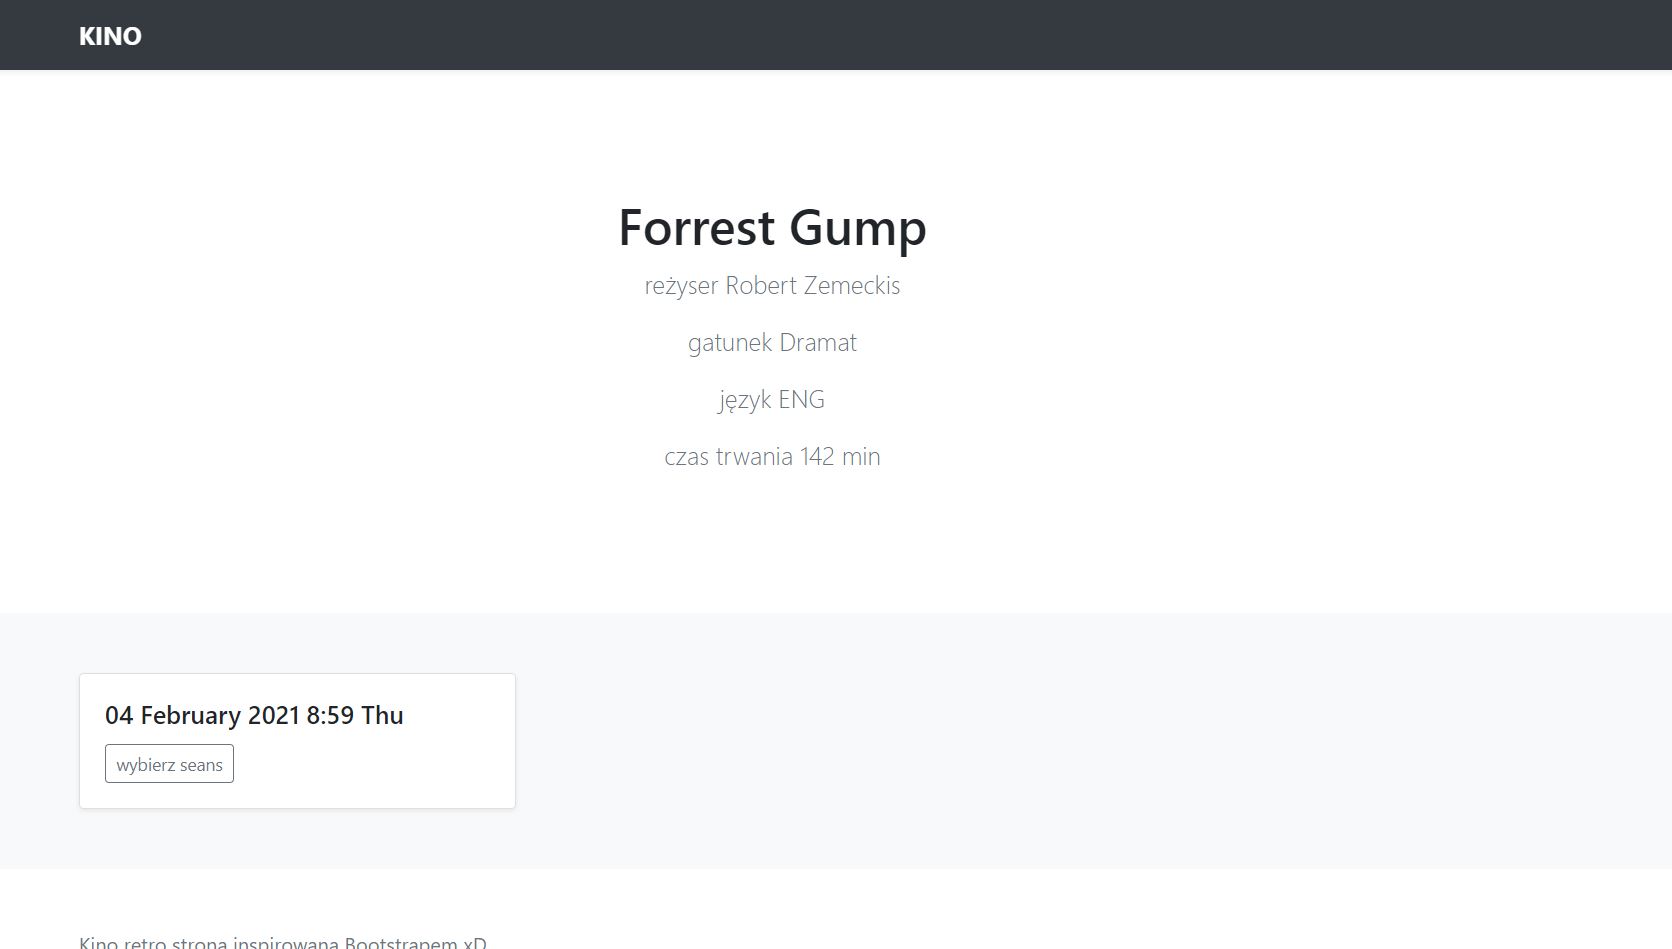 KINO
Forrest Gump
reżyser Robert Zemeckis
gatunek Dramat
język ENG
czas trwania 142 min
04 February 2021 8:59 Thu
wybierz seans
Kino retro strona inspirowana Bootstrapem xD